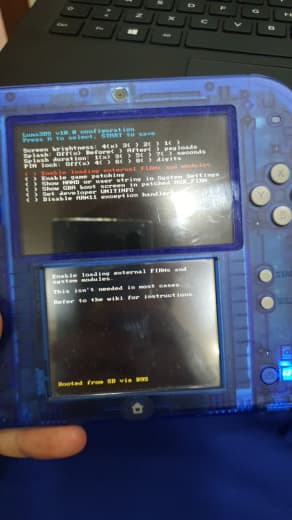 Luma3DS v10.0 configuration
Press A to select, START to save
Screen brightness: 4(x) 3( ) 2( ) 1( )
Splash: Off(x) Before( ) After( ) payloads
Splash duration: 1(x) 3( ) 5( ) 7( ) seconds
PIN lock: Off(x) 4( ) 6( ) 8( ) digits
( ) Enable loading external FIRMs and modules
( ) Enable game patching
( ) Show NAND or user string in System Settings
( ) Show GBA boot screen in patched AGB_FIRM
( ) Set developer UNITINFO
( ) Disable ARM11 exception handlers
X
Y
Enable loading external FIRMs and
system modules.
This isn't needed in most cases.
Refer to the wiki for instructions.
Booted from SD via B9S